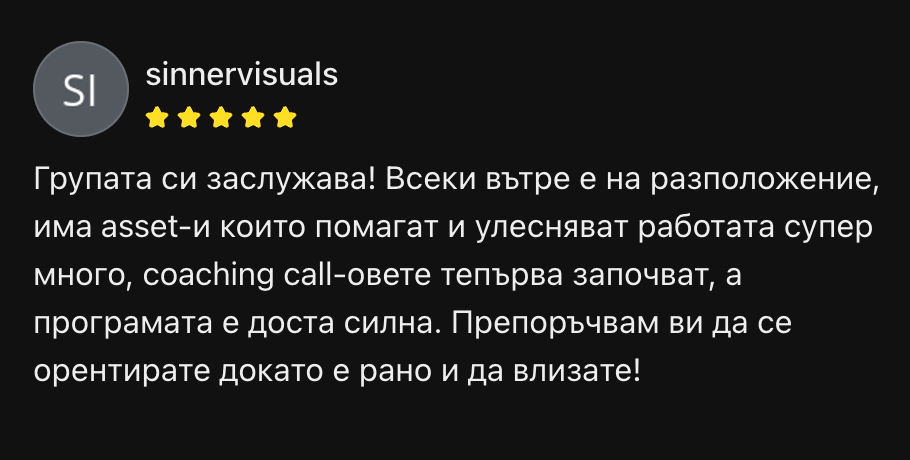 SI
sinnervisuals
Групата си заслужава! Всеки вътре е на разположение,
има asset-и които помагат и улесняват работата супер
много, coaching call-овете тепърва започват, а
програмата е доста силна. Препоръчвам ви да се
орентирате докато е рано и да влизате!